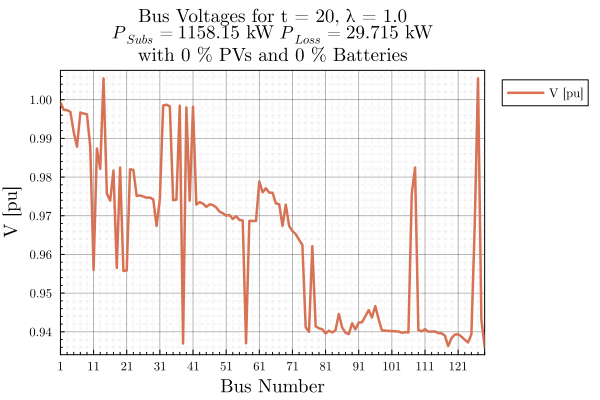 Bus Voltages for t = 20, λ = 1.0
P_Subs = 1158.15 kW P_Loss = 29.715 kW
with 0 % PVs and 0 % Batteries
V [pu]
1.00
0.99
0.98
0.97
0.96
0.95
0.94
V [pu]
1 11 21 31 41 51 61 71 81 91 101 111 121
Bus Number